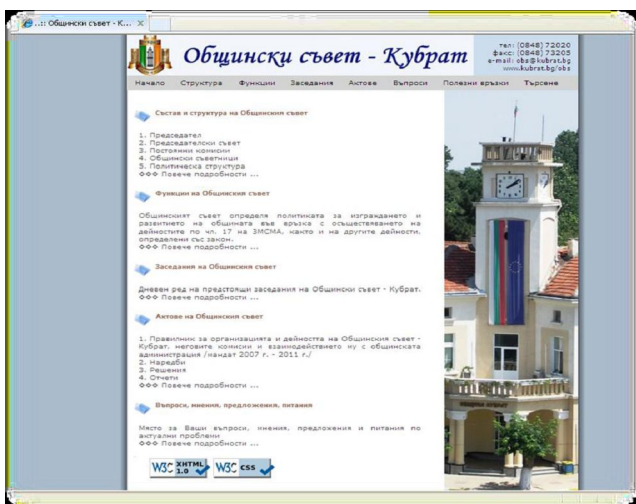 ..:: Общински съвет - К...
Общински съвет - Кубрат
тел: (0848) 72020
факс: (0848) 73205
e-mail: obs@kubrat.bg
www.kubrat.bg/obs
Начало Структура Функции Заседания Актове Въпроси Полезни връзки Търсене
Състав и структура на Общинския съвет
1. Председател
2. Председателски съвет
3. Постоянни комисии
4. Общински съветници
5. Политическа структура
◊◊◊ Повече подробности ...
Функции на Общинския съвет
Общинският съвет определя политиката за изграждането и
развитието на общината във връзка с осъществяването на
дейностите по чл. 17 на ЗМСМА, както и на другите дейности,
определени със закон.
◊◊◊ Повече подробности ...
Заседания на Общинския съвет
Дневен ред на предстоящи заседания на Общински съвет - Кубрат.
◊◊◊ Повече подробности ...
Актове на Общинския съвет
1. Правилник за организацията и дейността на Общинския съвет -
Кубрат, неговите комисии и взаимодействието му с общинската
администрация /мандат 2007 г. - 2011 г./
2. Наредби
3. Решения
4. Отчети
◊◊◊ Повече подробности ...
Въпроси, мнения, предложения, питания
Място за Ваши въпроси, мнения, предложения и питания по
актуални проблеми
◊◊◊ Повече подробности ...
W3C XHTML 1.0 W3C CSS